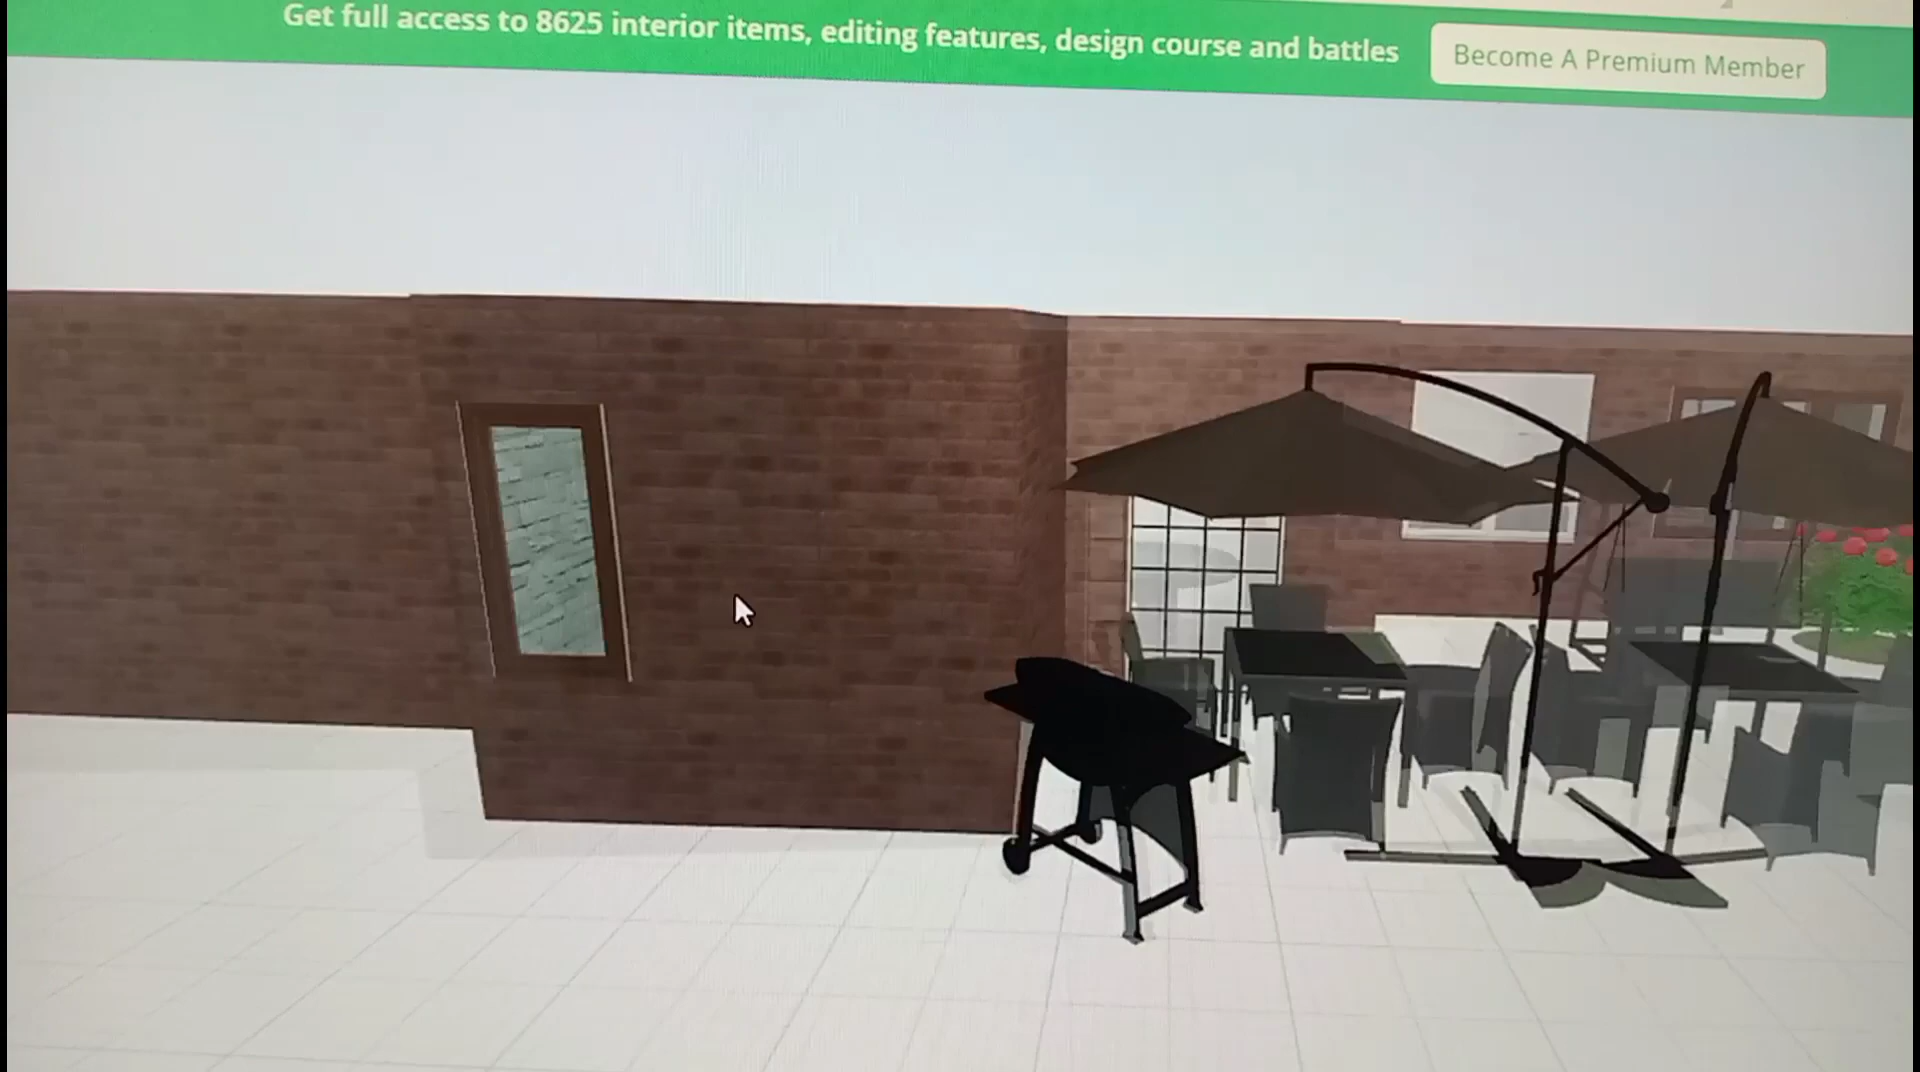 Get full access to 8625 interior items, editing features, design course and battles
Become A Premium Member